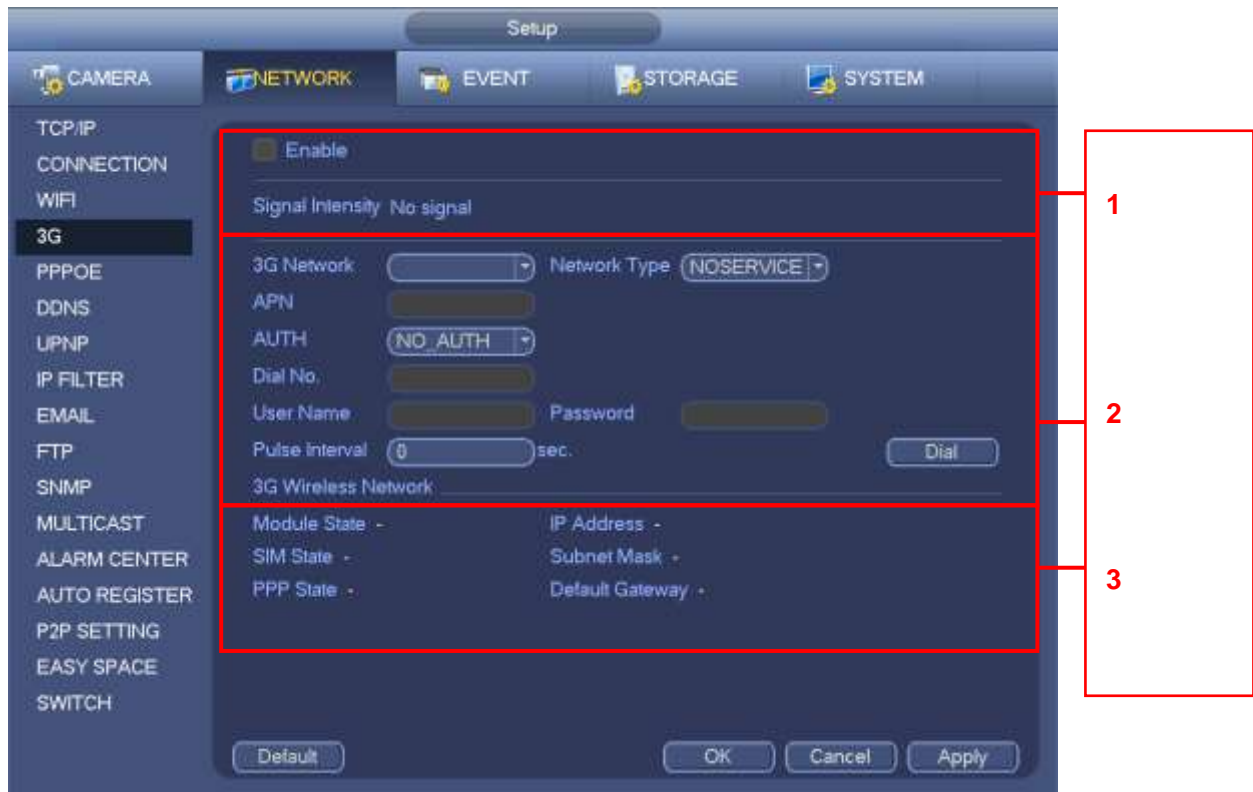 Setup
CAMERA NETWORK EVENT STORAGE SYSTEM
TCP/IP
CONNECTION
WIFI
3G
PPPOE
DDNS
UPNP
IP FILTER
EMAIL
FTP
SNMP
MULTICAST
ALARM CENTER
AUTO REGISTER
P2P SETTING
EASY SPACE
SWITCH
Enable
Signal Intensity No signal
3G Network Network Type NOSERVICE
APN
AUTH NO_AUTH
Dial No.
User Name Password
Pulse Interval 0 sec. Dial
3G Wireless Network
Module State - IP Address -
SIM State - Subnet Mask -
PPP State - Default Gateway -
Default OK Cancel Apply
1
2
3